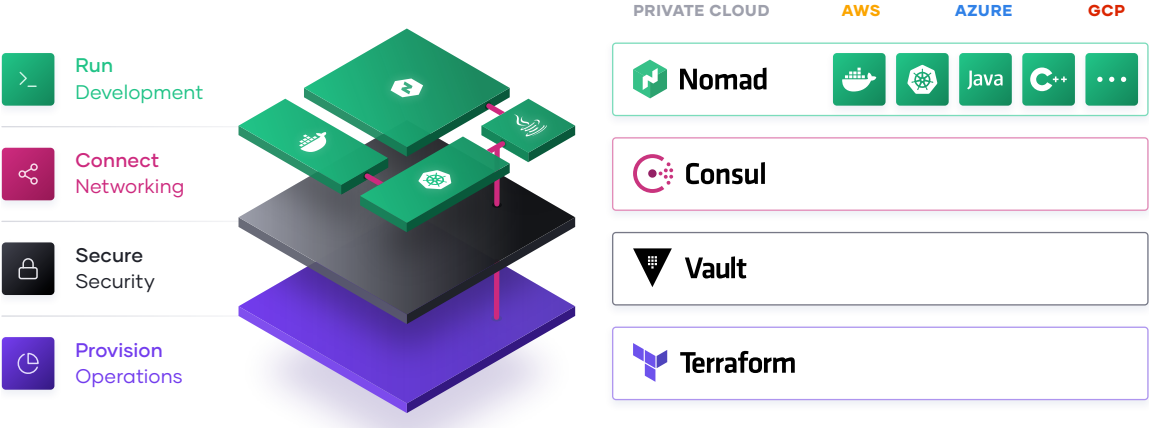 PRIVATE CLOUD AWS AZURE GCP
Run
Development
Connect
Networking
Secure
Security
Provision
Operations
Nomad
Java
C++
Consul
Vault
Terraform